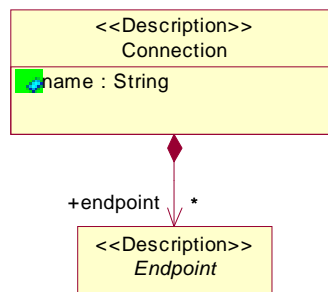 <<Description>>
Connection
name : String
+endpoint *
<<Description>>
Endpoint